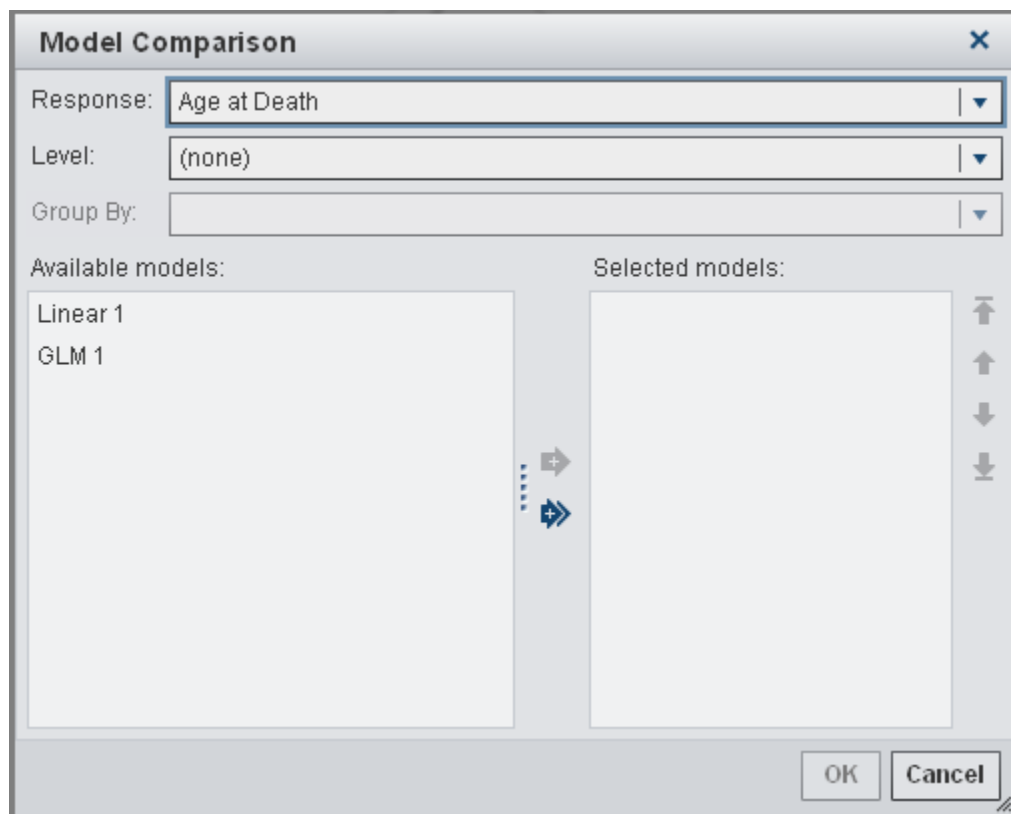 Model Comparison
Response: Age at Death
Level: (none)
Group By:
Available models: Selected models:
Linear 1
GLM 1
OK Cancel